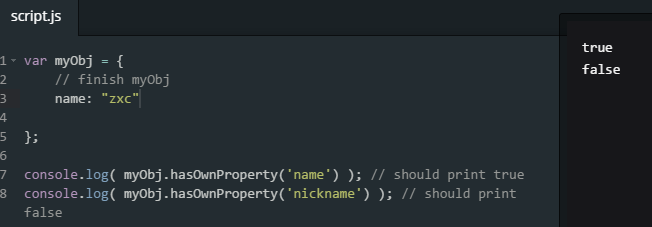 script.js
1 var myObj = {
2     // finish myObj
3     name: "zxc"
4
5 };
6
7 console.log( myObj.hasOwnProperty('name') ); // should print true
8 console.log( myObj.hasOwnProperty('nickname') ); // should print
false
true
false